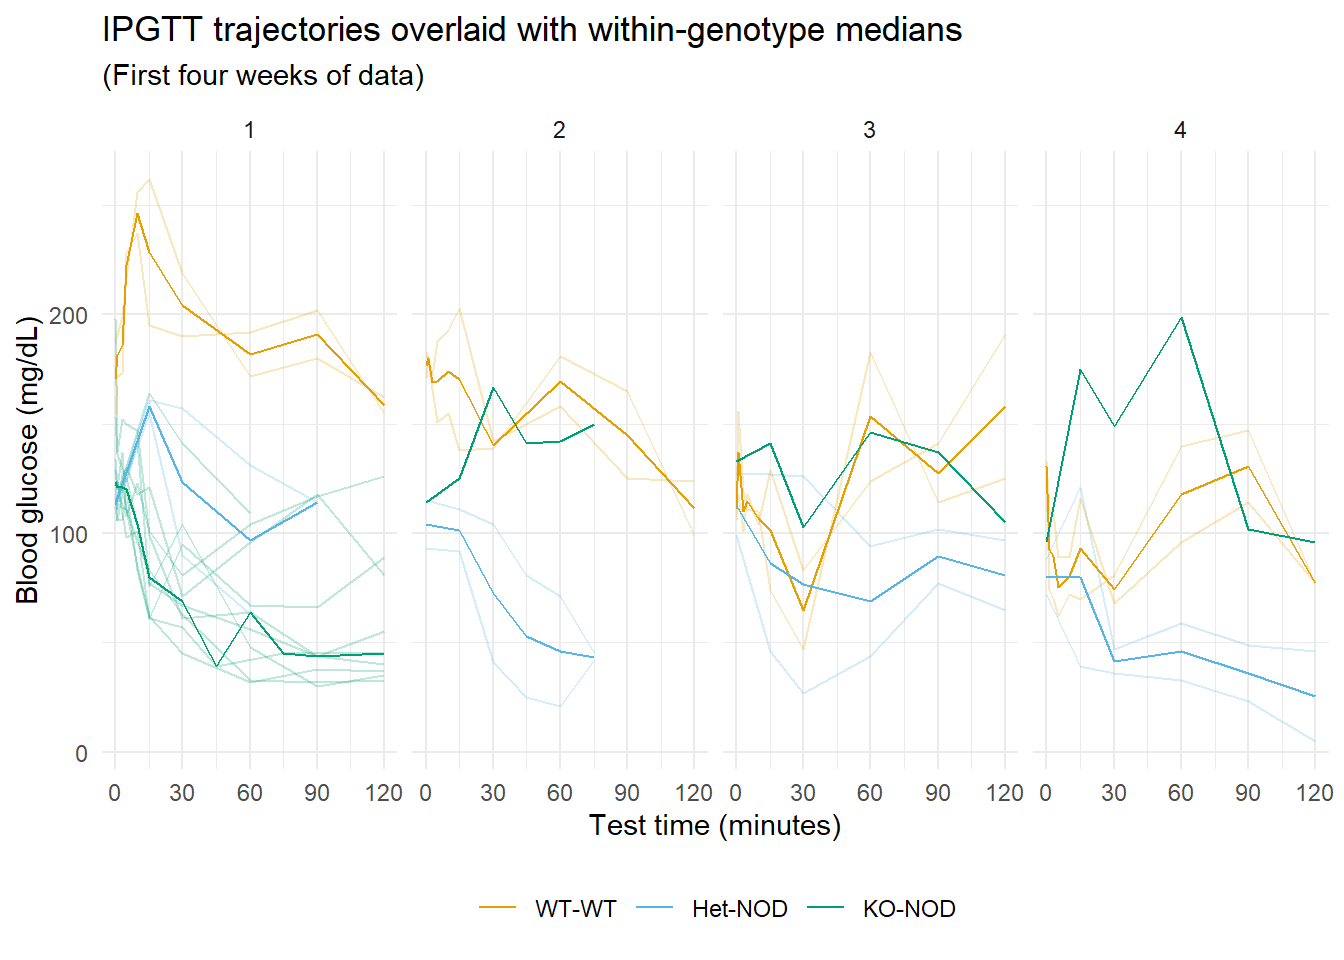 IPGTT trajectories overlaid with within-genotype medians
(First four weeks of data)
1 2 3 4
Blood glucose (mg/dL)
200
100
0
0 30 60 90 120 0 30 60 90 120 0 30 60 90 120 0 30 60 90 120
Test time (minutes)
WT-WT Het-NOD KO-NOD